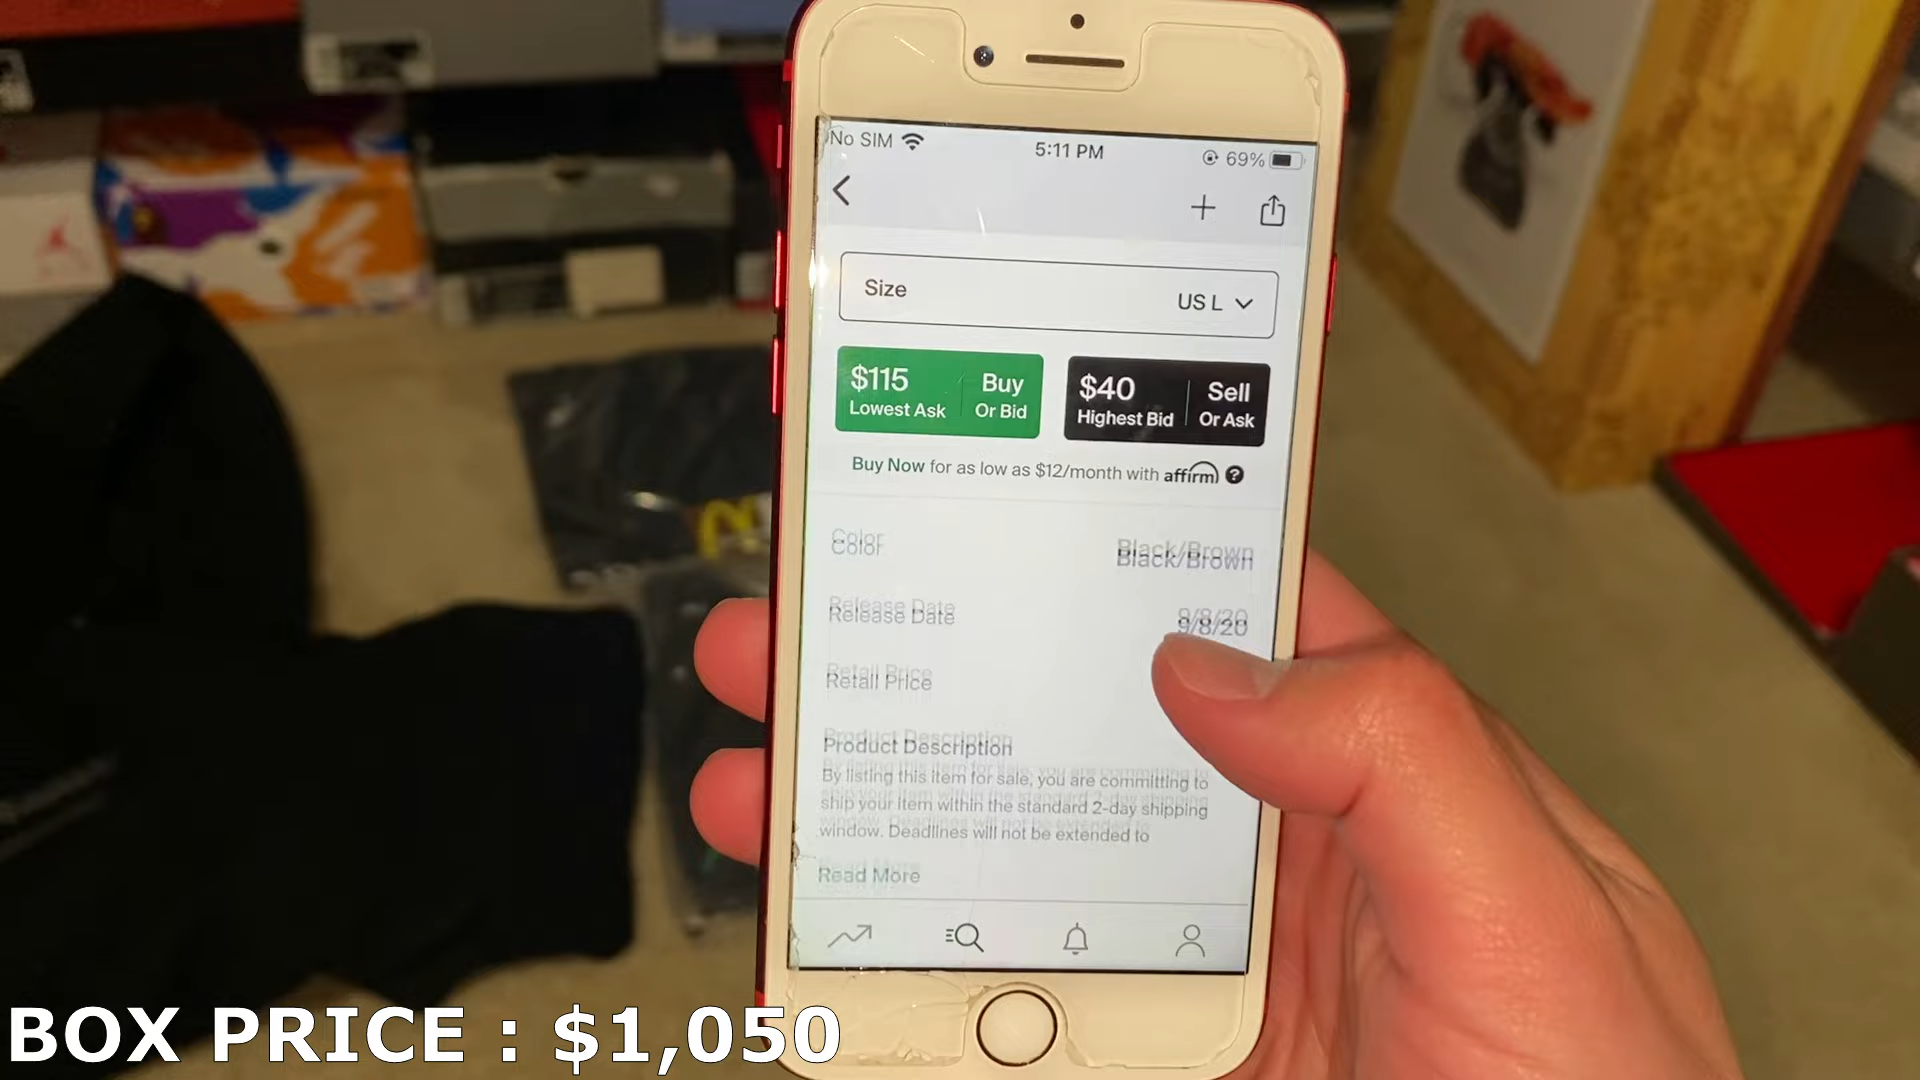 No SIM
5:11 PM
69%
Size
US L
$115
Lowest Ask
Buy
Or Bid
$40
Highest Bid
Sell
Or Ask
Buy Now for as low as $12/month with affirm ?
Color
Black/Brown
Release Date
9/8/20
Retail Price
Product Description
By listing this item for sale, you are committing to
ship your item within the standard 2-day shipping
window. Deadlines will not be extended to
Read More
BOX PRICE : $1,050